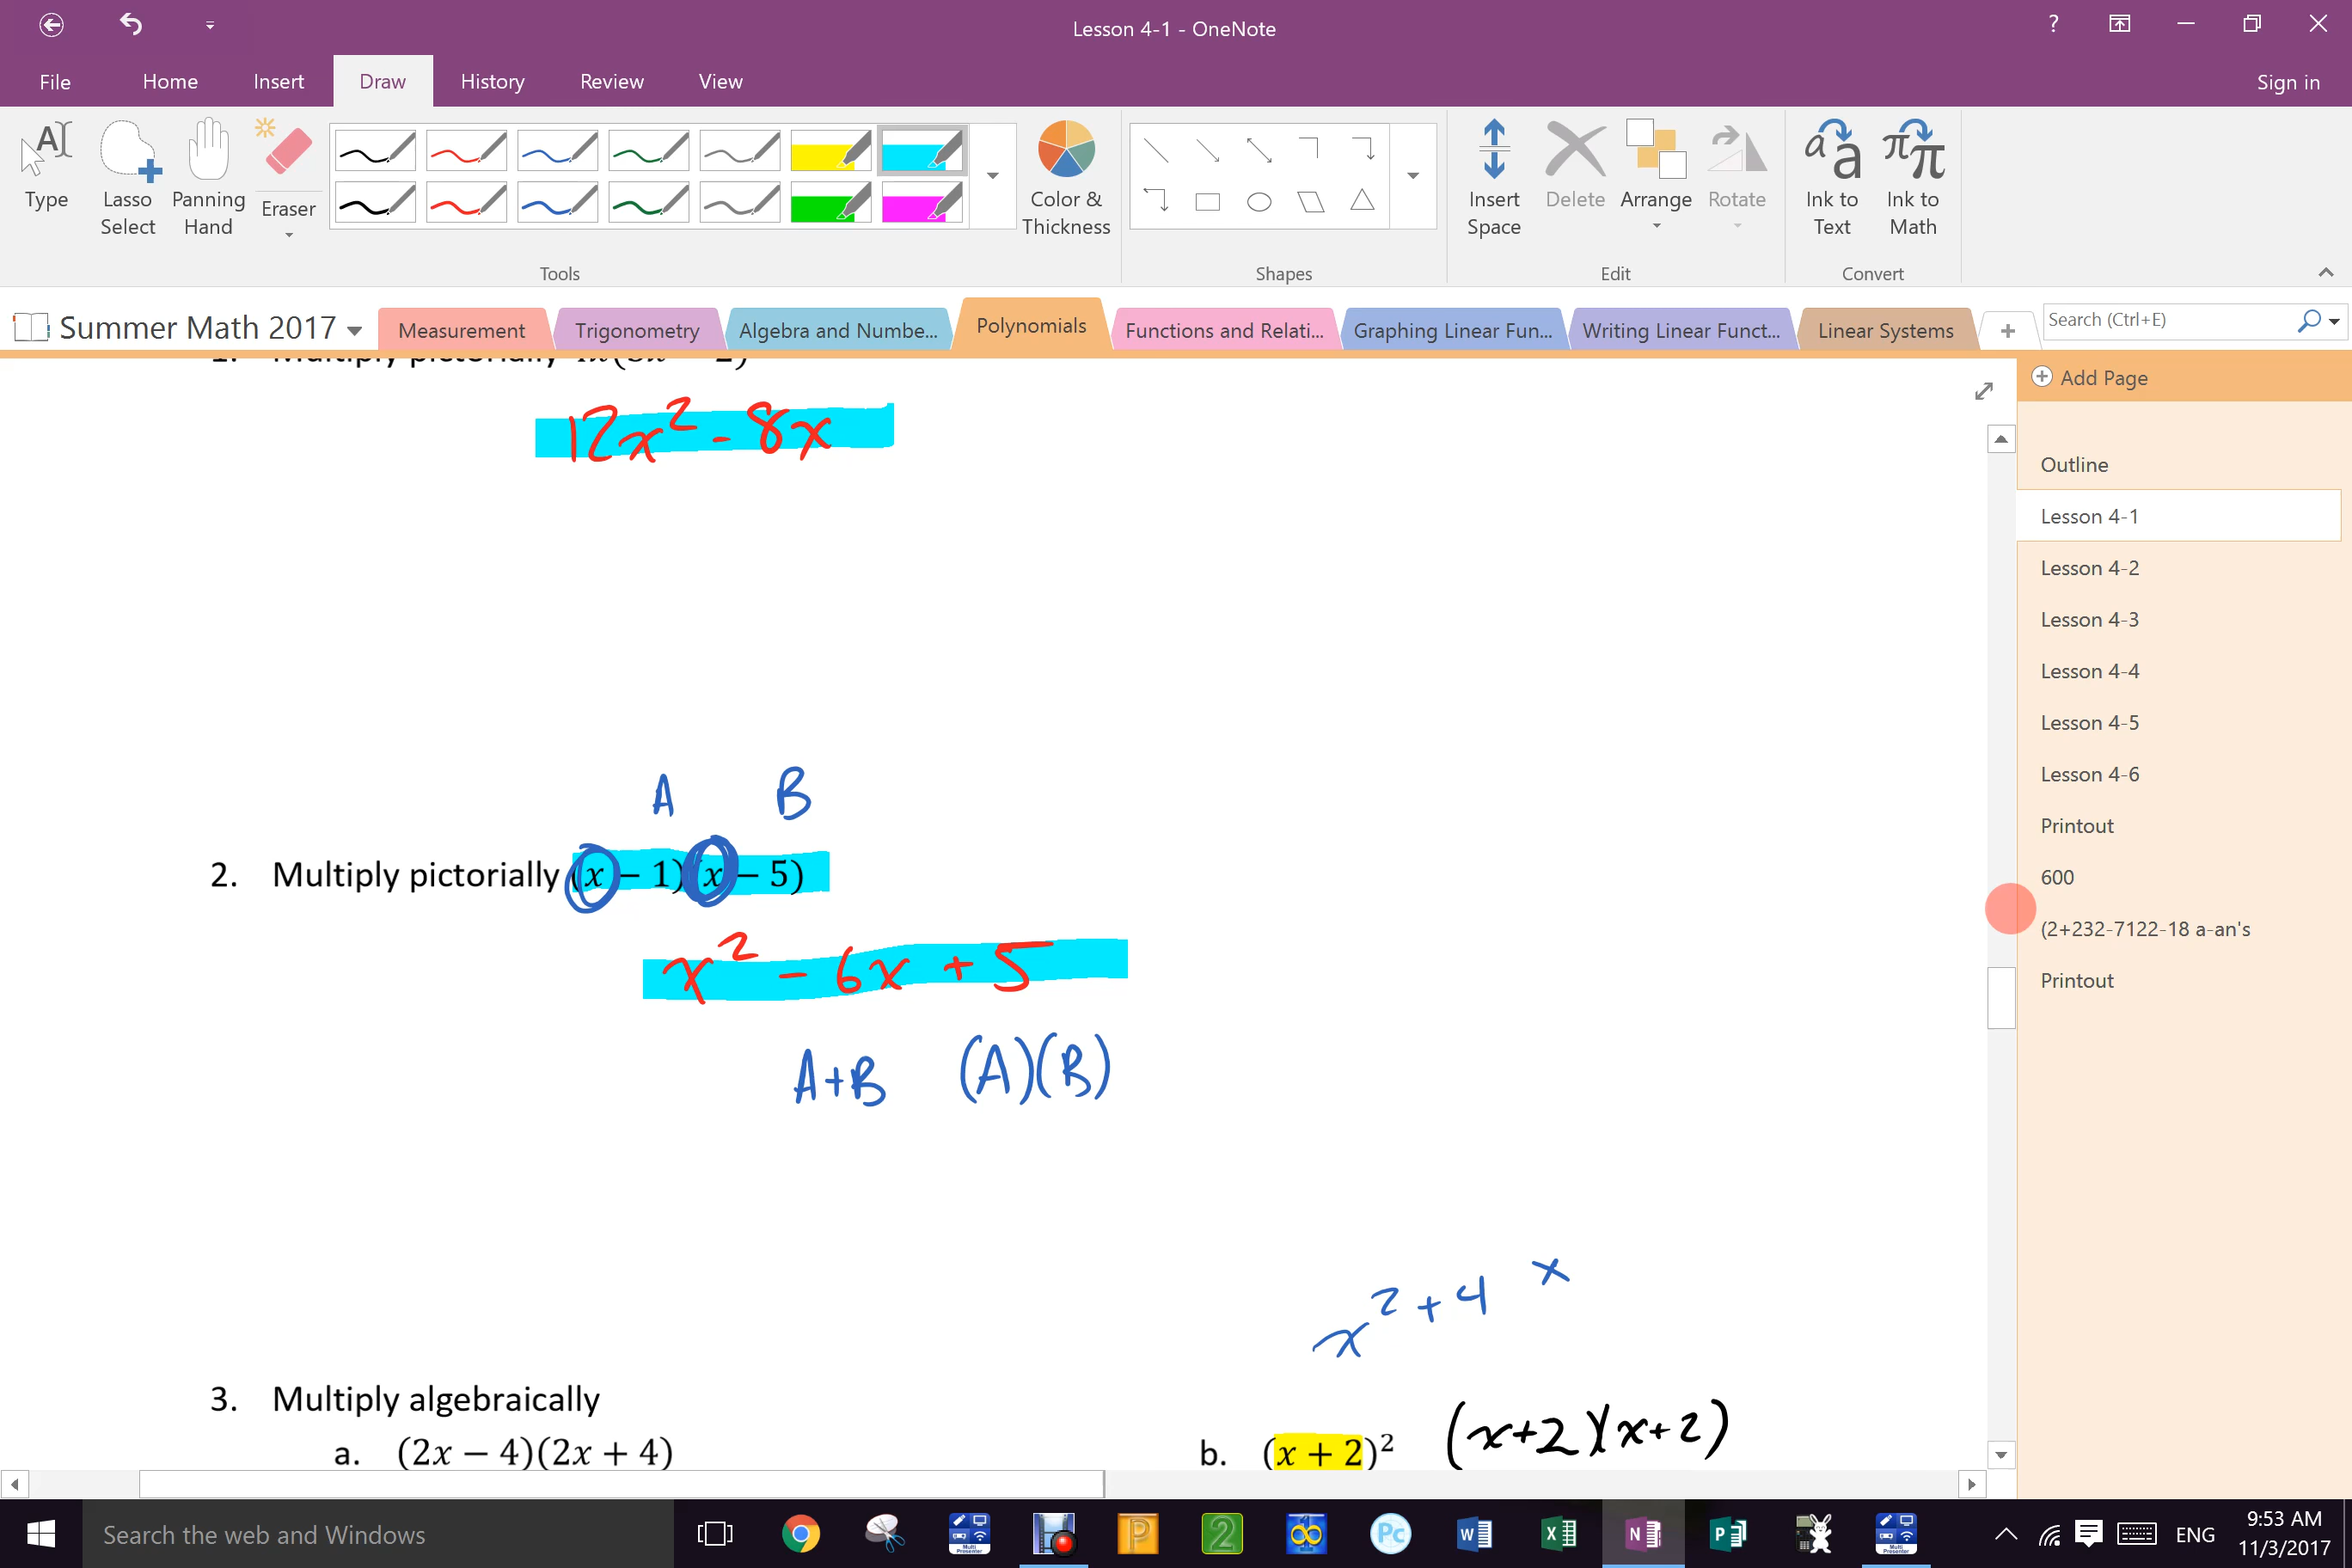 Lesson 4-1 - OneNote
?
File Home Insert Draw History Review View
Sign in
Type
Lasso Select
Panning Hand
Eraser
Color & Thickness
Insert Space
Delete
Arrange
Rotate
Ink to Text
Ink to Math
Tools Shapes Edit Convert
Summer Math 2017
Measurement
Trigonometry
Algebra and Numbe...
Polynomials
Functions and Relati...
Graphing Linear Fun...
Writing Linear Funct...
Linear Systems
+
Search (Ctrl+E)
1. Multiply pictorially
12x² - 8x
A B
2. Multiply pictorially (x − 1)(x − 5)
x² - 6x + 5
A+B (A)(B)
x² + 4 x
3. Multiply algebraically
a. (2x − 4)(2x + 4)
b. (x + 2)² (x+2)(x+2)
Add Page
Outline
Lesson 4-1
Lesson 4-2
Lesson 4-3
Lesson 4-4
Lesson 4-5
Lesson 4-6
Printout
600
(2+232-7122-18 a-an's
Printout
Search the web and Windows
ENG
9:53 AM
11/3/2017